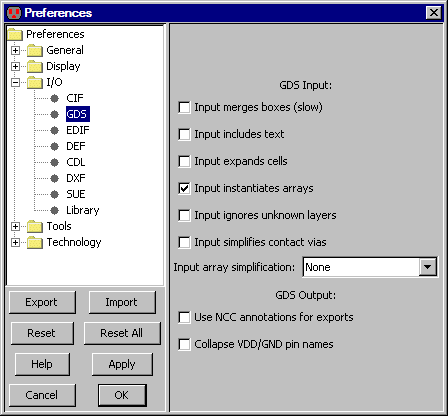 Preferences
Preferences
General
Display
I/O
CIF
GDS
EDIF
DEF
CDL
DXF
SUE
Library
Tools
Technology
Export
Import
Reset
Reset All
Help
Apply
Cancel
OK
GDS Input:
Input merges boxes (slow)
Input includes text
Input expands cells
Input instantiates arrays
Input ignores unknown layers
Input simplifies contact vias
Input array simplification: None
GDS Output:
Use NCC annotations for exports
Collapse VDD/GND pin names